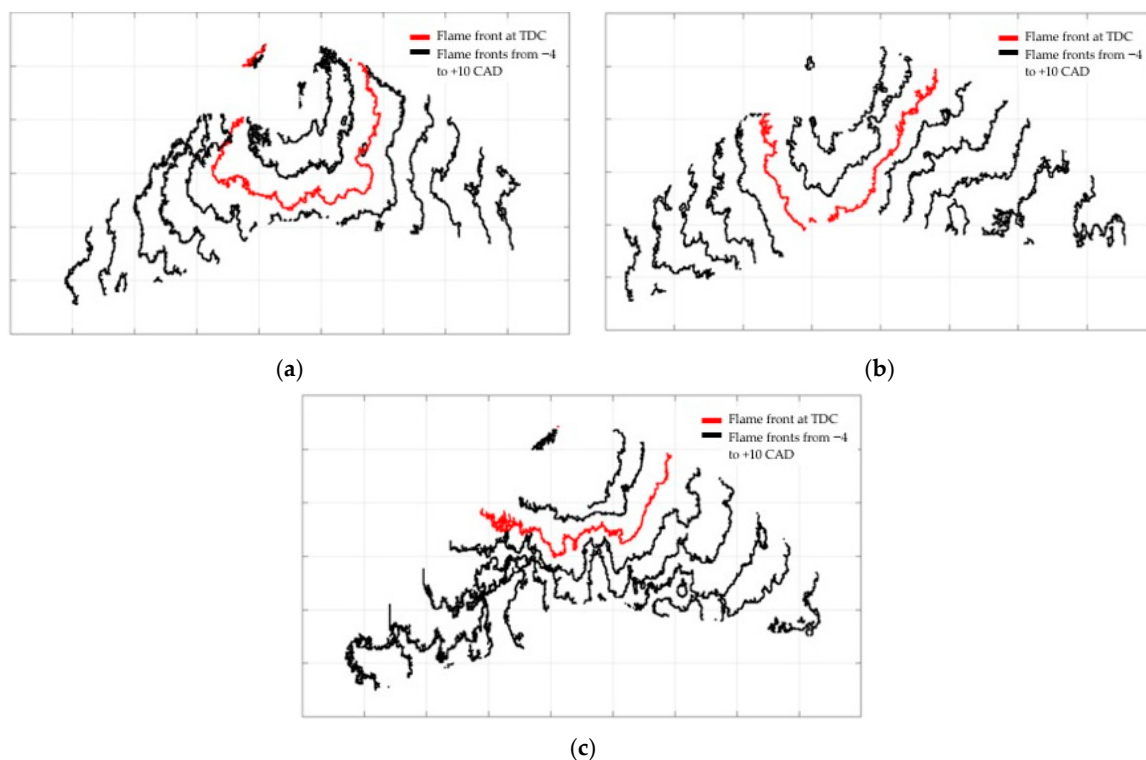 Flame front at TDC
Flame fronts from −4
to +10 CAD
Flame front at TDC
Flame fronts from −4
to +10 CAD
(a)
(b)
Flame front at TDC
Flame fronts from −4
to +10 CAD
(c)